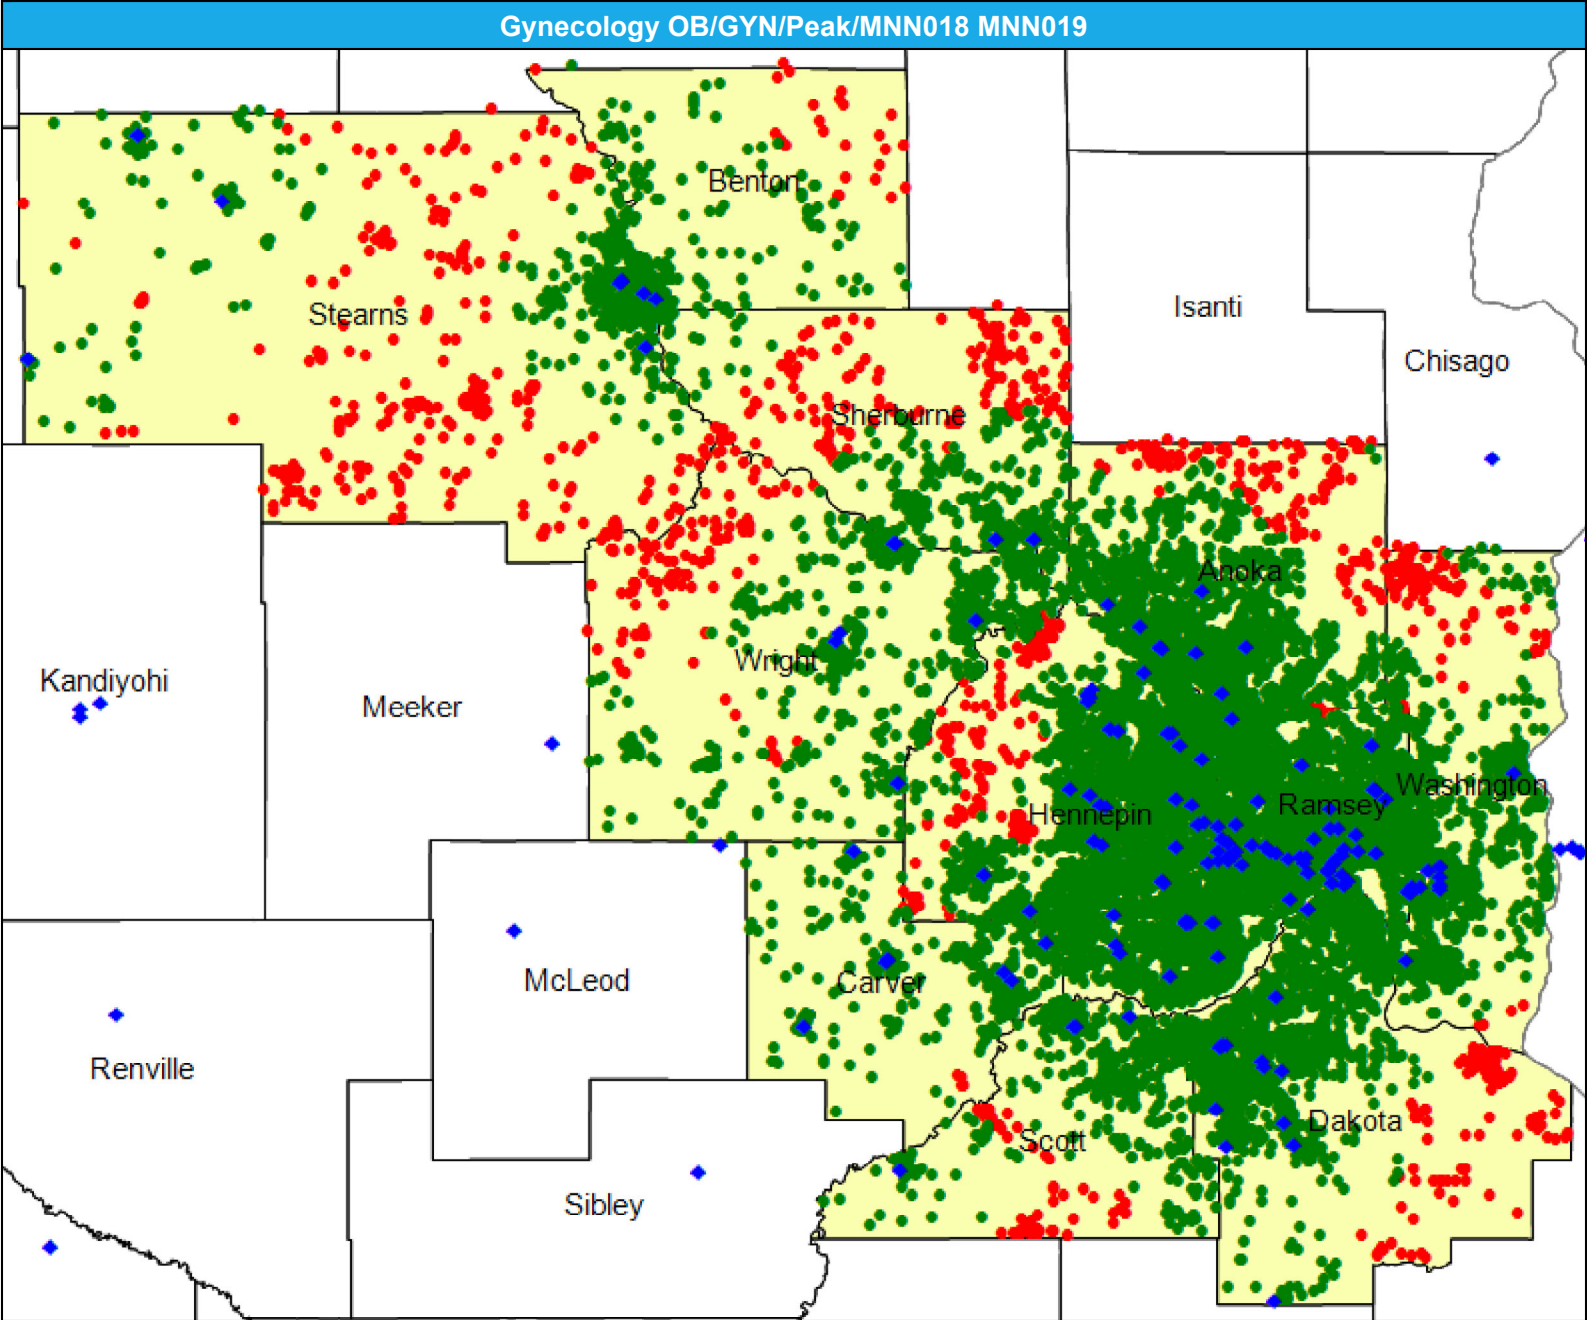 Gynecology OB/GYN/Peak/MNN018 MNN019
Benton
Stearns
Isanti
Chisago
Sherburne
Anoka
Wright
Kandiyohi
Meeker
Hennepin
Ramsey
Washington
McLeod
Carver
Renville
Scott
Dakota
Sibley